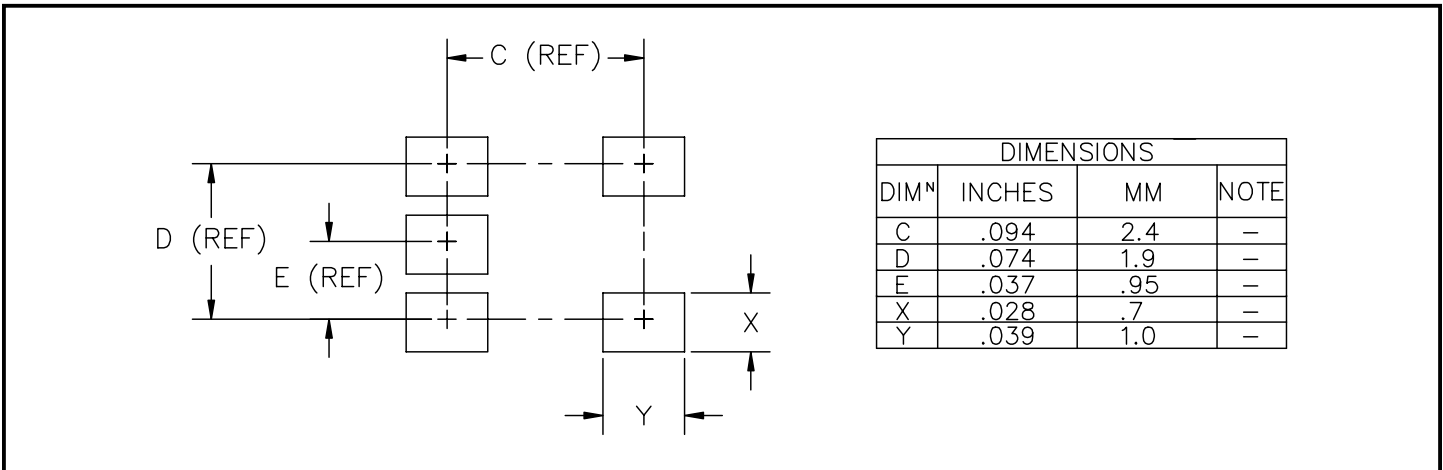 C (REF)
D (REF)
E (REF)
X
Y
DIMENSIONS
DIMᴺ INCHES MM NOTE
C .094 2.4 –
D .074 1.9 –
E .037 .95 –
X .028 .7 –
Y .039 1.0 –